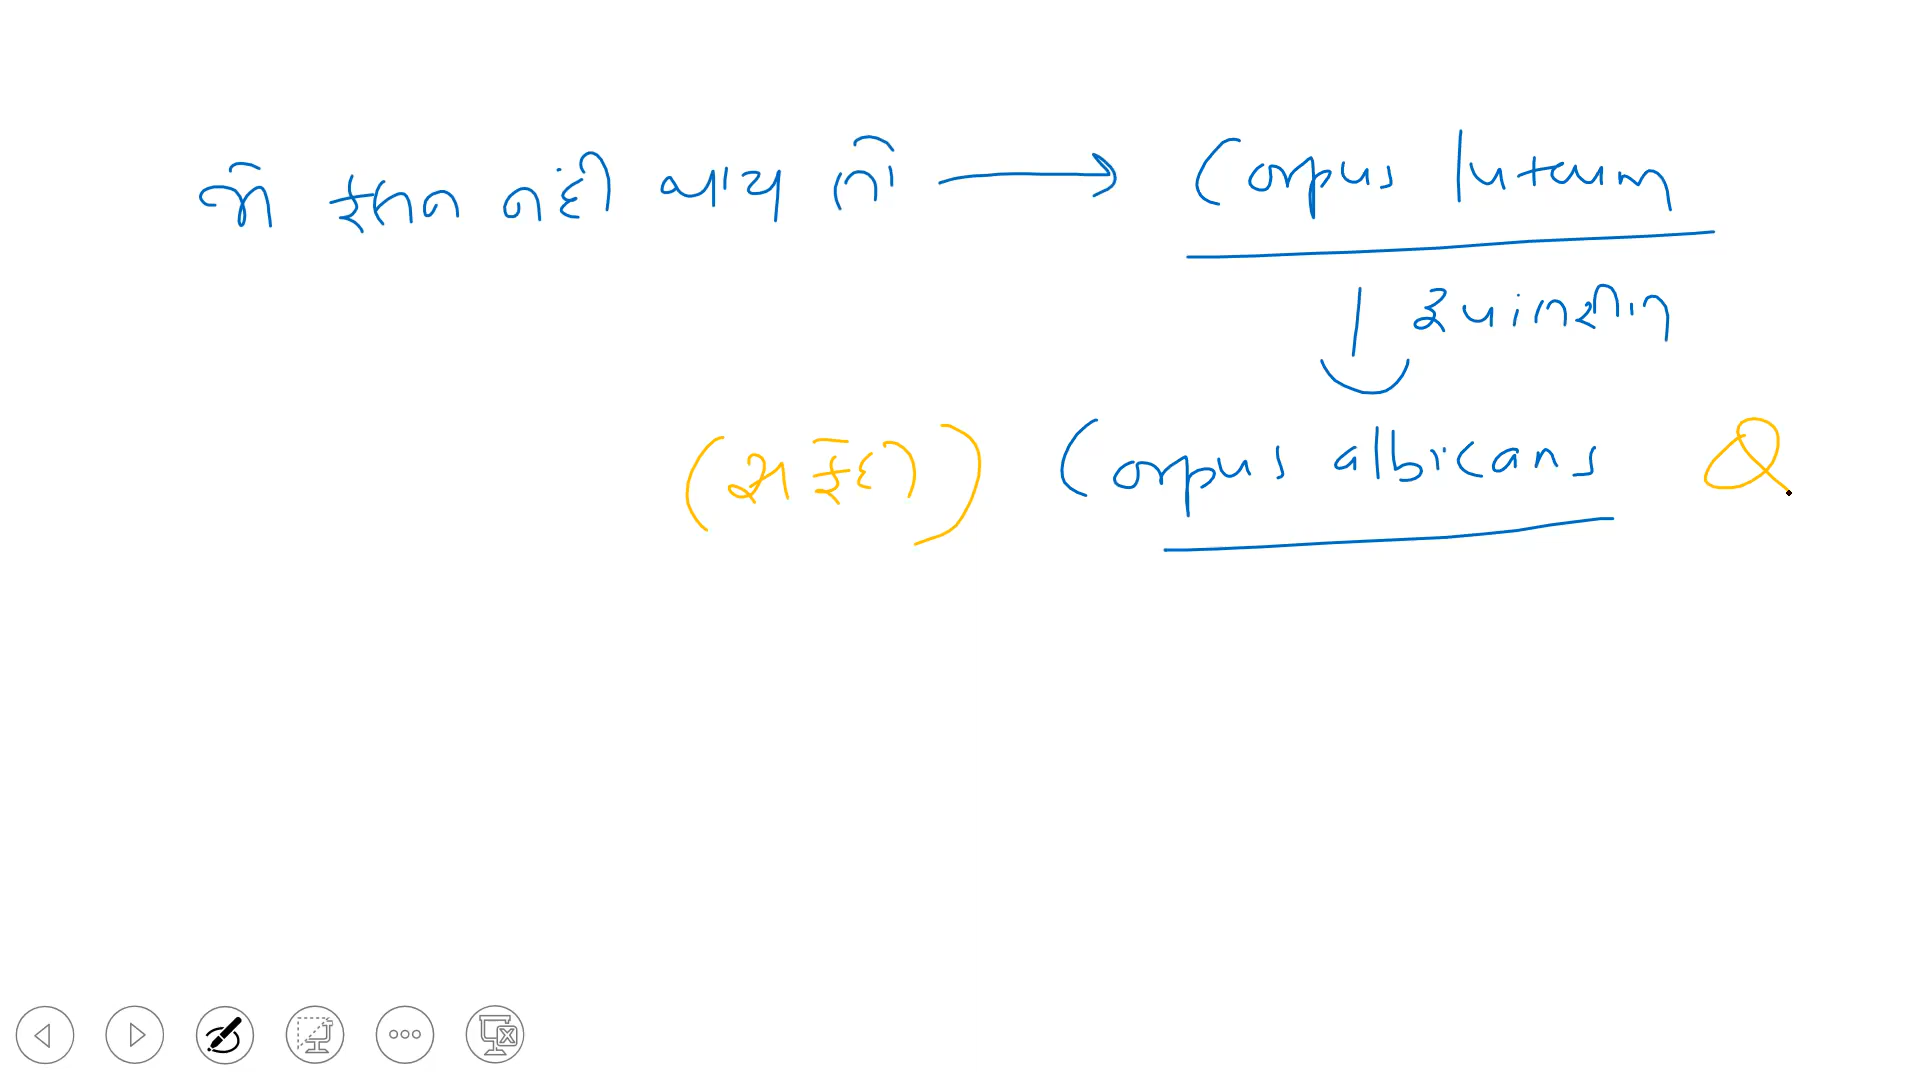 જો ફલન નહી થાય તો → Corpus luteum
↓ રૂપાંતરીત
(સફેદ) Corpus albicans Q